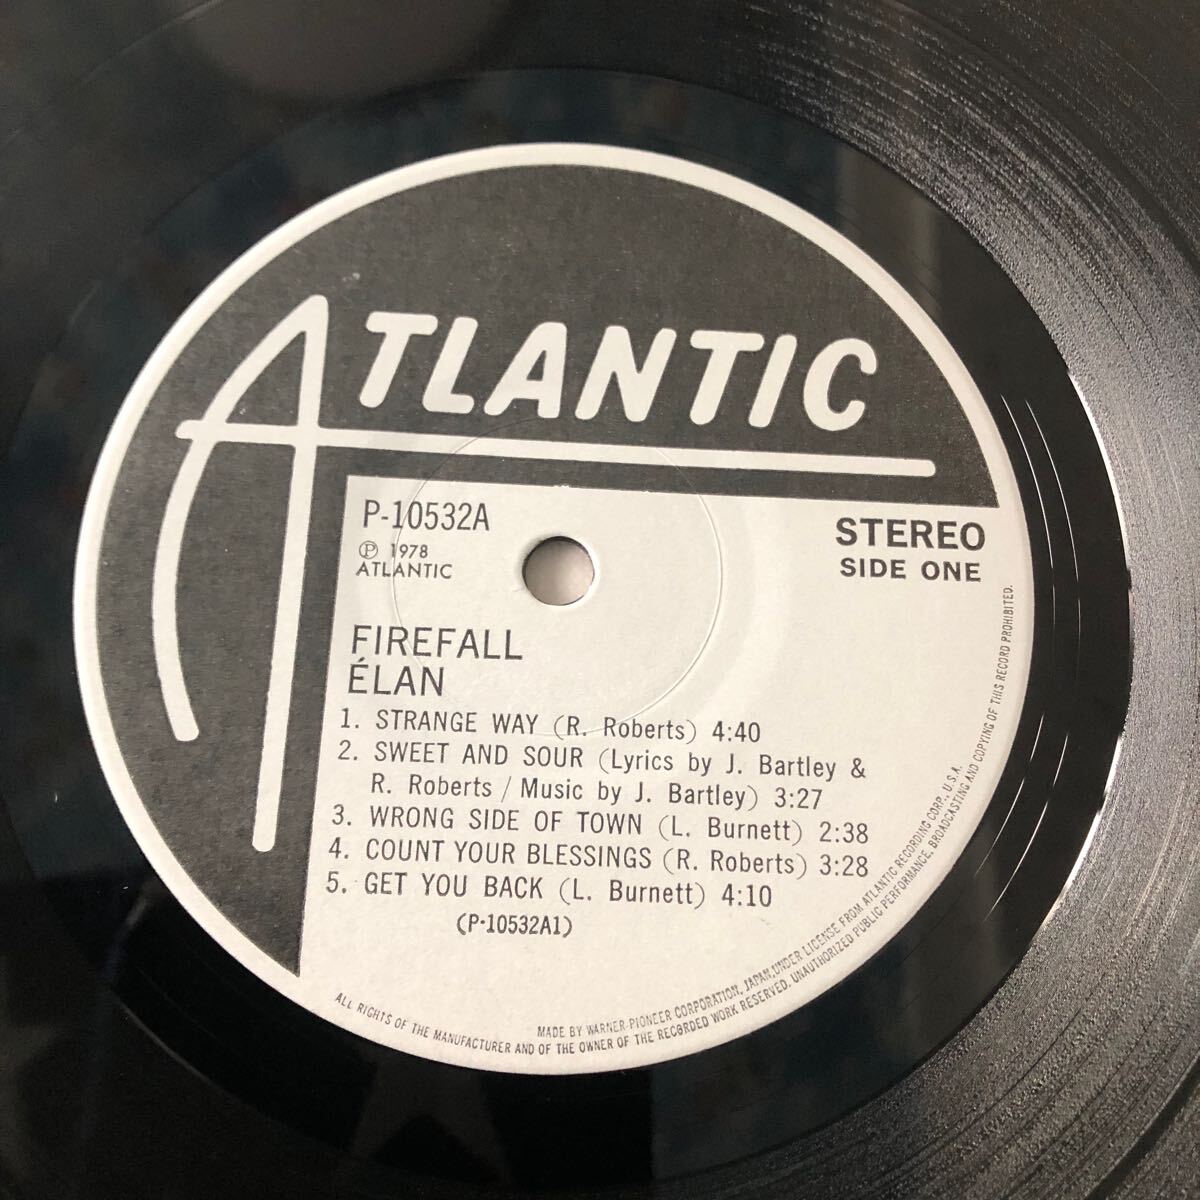 ATLANTIC
P-10532A
℗ 1978
ATLANTIC
STEREO
SIDE ONE
FIREFALL
ÉLAN
1. STRANGE WAY (R. Roberts) 4:40
2. SWEET AND SOUR (Lyrics by J. Bartley &
R. Roberts / Music by J. Bartley) 3:27
3. WRONG SIDE OF TOWN (L. Burnett) 2:38
4. COUNT YOUR BLESSINGS (R. Roberts) 3:28
5. GET YOU BACK (L. Burnett) 4:10
(P-10532A1)
MADE BY WARNER-PIONEER CORPORATION, JAPAN, UNDER LICENSE FROM ATLANTIC RECORDING CORP., U.S.A.
ALL RIGHTS OF THE MANUFACTURER AND OF THE OWNER OF THE RECORDED WORK RESERVED. UNAUTHORIZED PUBLIC PERFORMANCE, BROADCASTING AND COPYING OF THIS RECORD PROHIBITED.